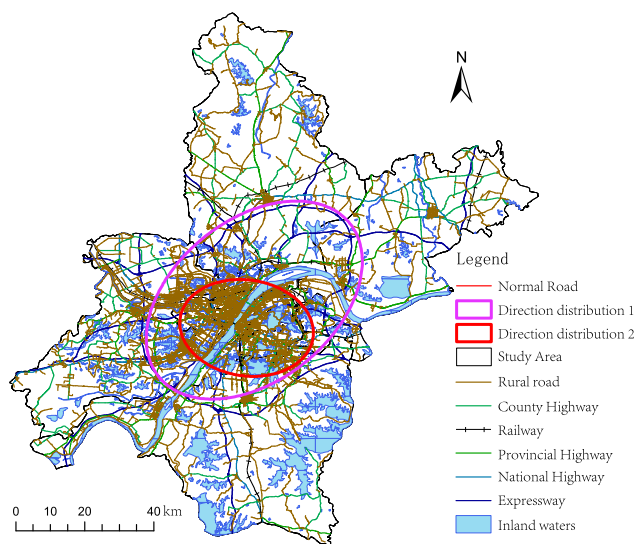 N
Legend
Normal Road
Direction distribution 1
Direction distribution 2
Study Area
Rural road
County Highway
Railway
Provincial Highway
National Highway
Expressway
Inland waters
0 10 20 40 km